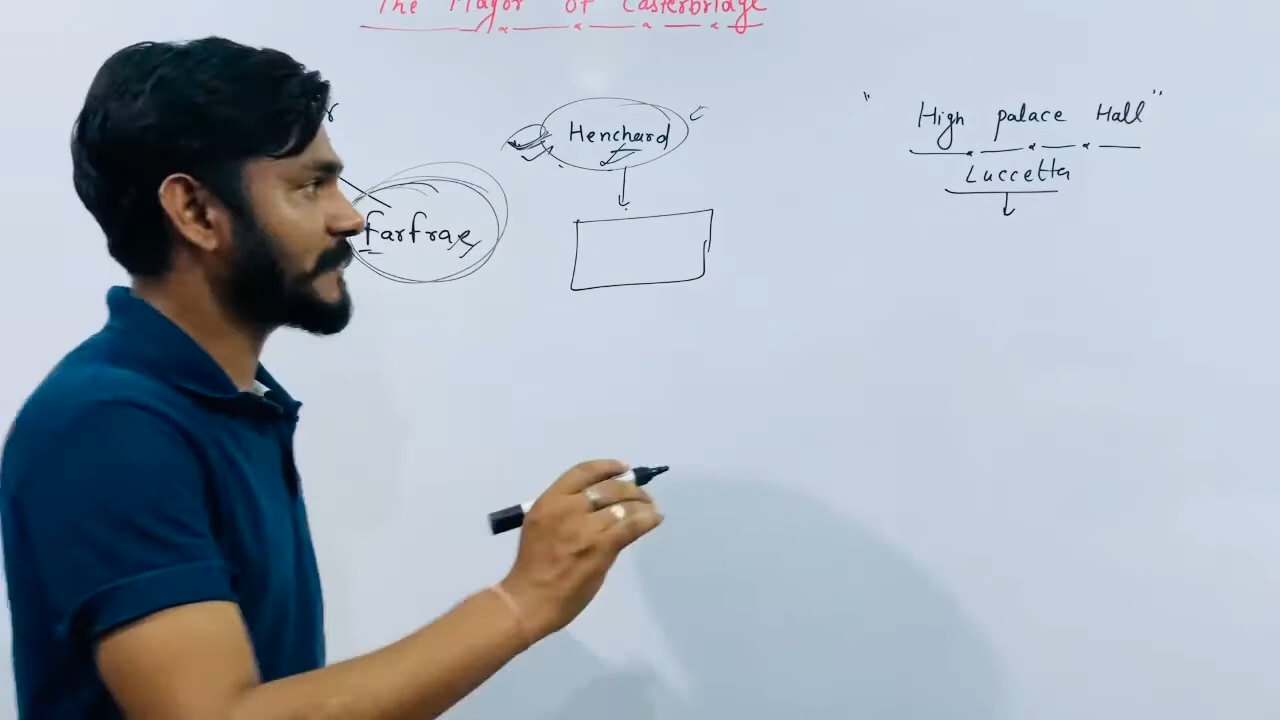 The Mayor Of Casterbridge
Henchard
" High palace Hall "
Luccetta
farfrae